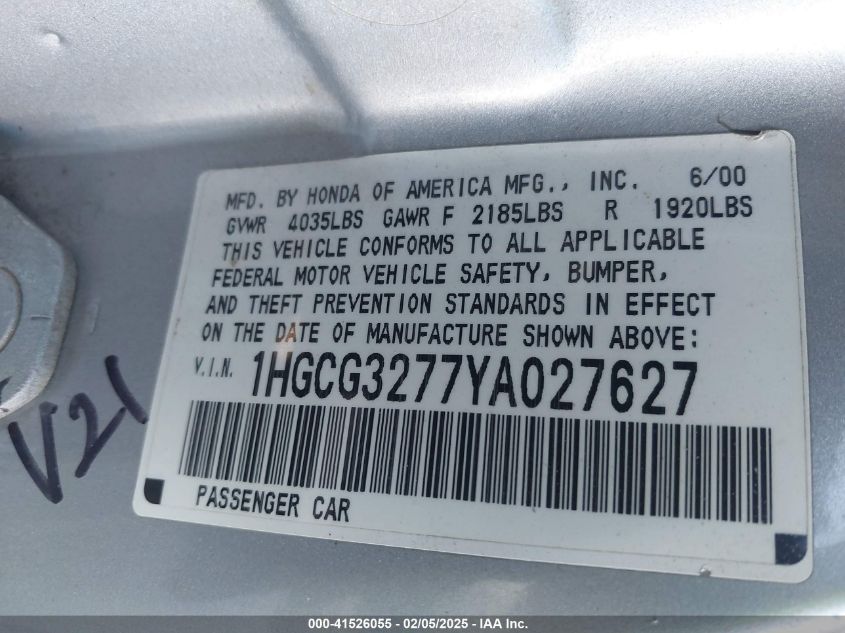 MFD. BY HONDA OF AMERICA MFG., INC. 6/00
GVWR 4035LBS GAWR F 2185LBS R 1920LBS
THIS VEHICLE CONFORMS TO ALL APPLICABLE
FEDERAL MOTOR VEHICLE SAFETY, BUMPER,
AND THEFT PREVENTION STANDARDS IN EFFECT
ON THE DATE OF MANUFACTURE SHOWN ABOVE:
V.I.N. 1HGCG3277YA027627
PASSENGER CAR
V21
000-41526055 - 02/05/2025 - IAA Inc.